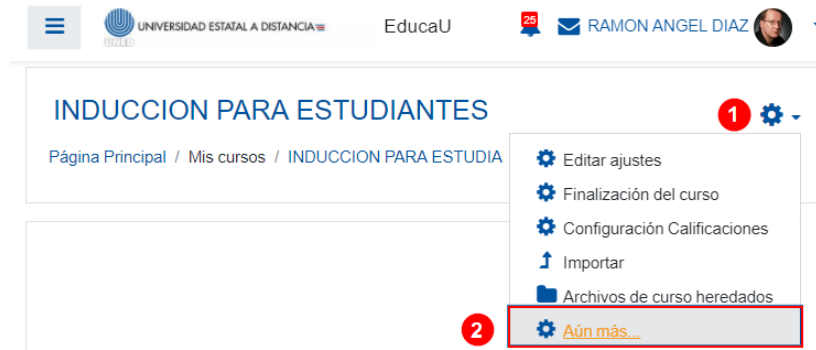 UNED
UNIVERSIDAD ESTATAL A DISTANCIA
EducaU
25
RAMON ANGEL DIAZ
INDUCCION PARA ESTUDIANTES
1
Página Principal / Mis cursos / INDUCCION PARA ESTUDIA
Editar ajustes
Finalización del curso
Configuración Calificaciones
Importar
Archivos de curso heredados
2
Aún más...